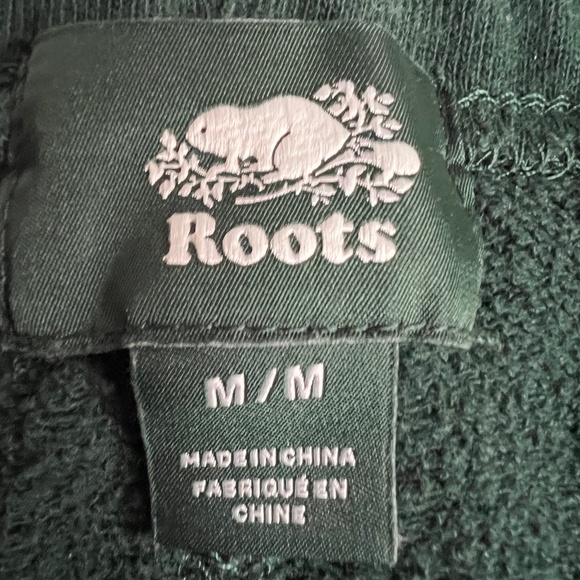 Roots
M/M
MADE IN CHINA
FABRIQUÉ EN
CHINE